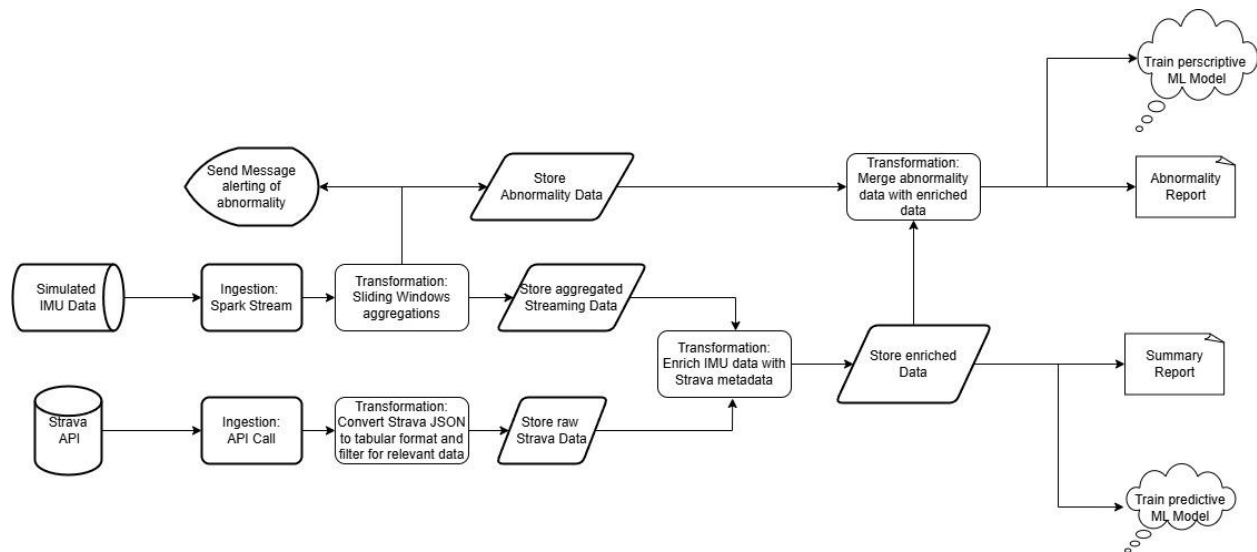 Train perscriptive
ML Model
Send Message
alerting of
abnormality
Store
Abnormality Data
Transformation:
Merge abnormality
data with enriched
data
Abnormality
Report
Simulated
IMU Data
Ingestion:
Spark Stream
Transformation:
Sliding Windows
aggregations
Store aggregated
Streaming Data
Transformation:
Enrich IMU data with
Strava metadata
Store enriched
Data
Summary
Report
Strava
API
Ingestion:
API Call
Transformation:
Convert Strava JSON
to tabular format and
filter for relevant data
Store raw
Strava Data
Train predictive
ML Model